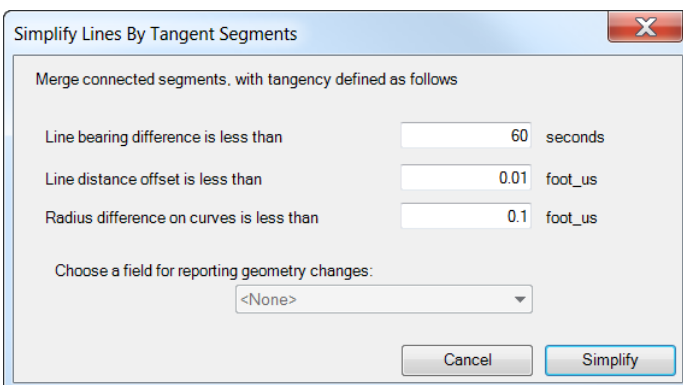 Simplify Lines By Tangent Segments
Merge connected segments, with tangency defined as follows
Line bearing difference is less than 60 seconds
Line distance offset is less than 0.01 foot_us
Radius difference on curves is less than 0.1 foot_us
Choose a field for reporting geometry changes:
<None>
Cancel Simplify